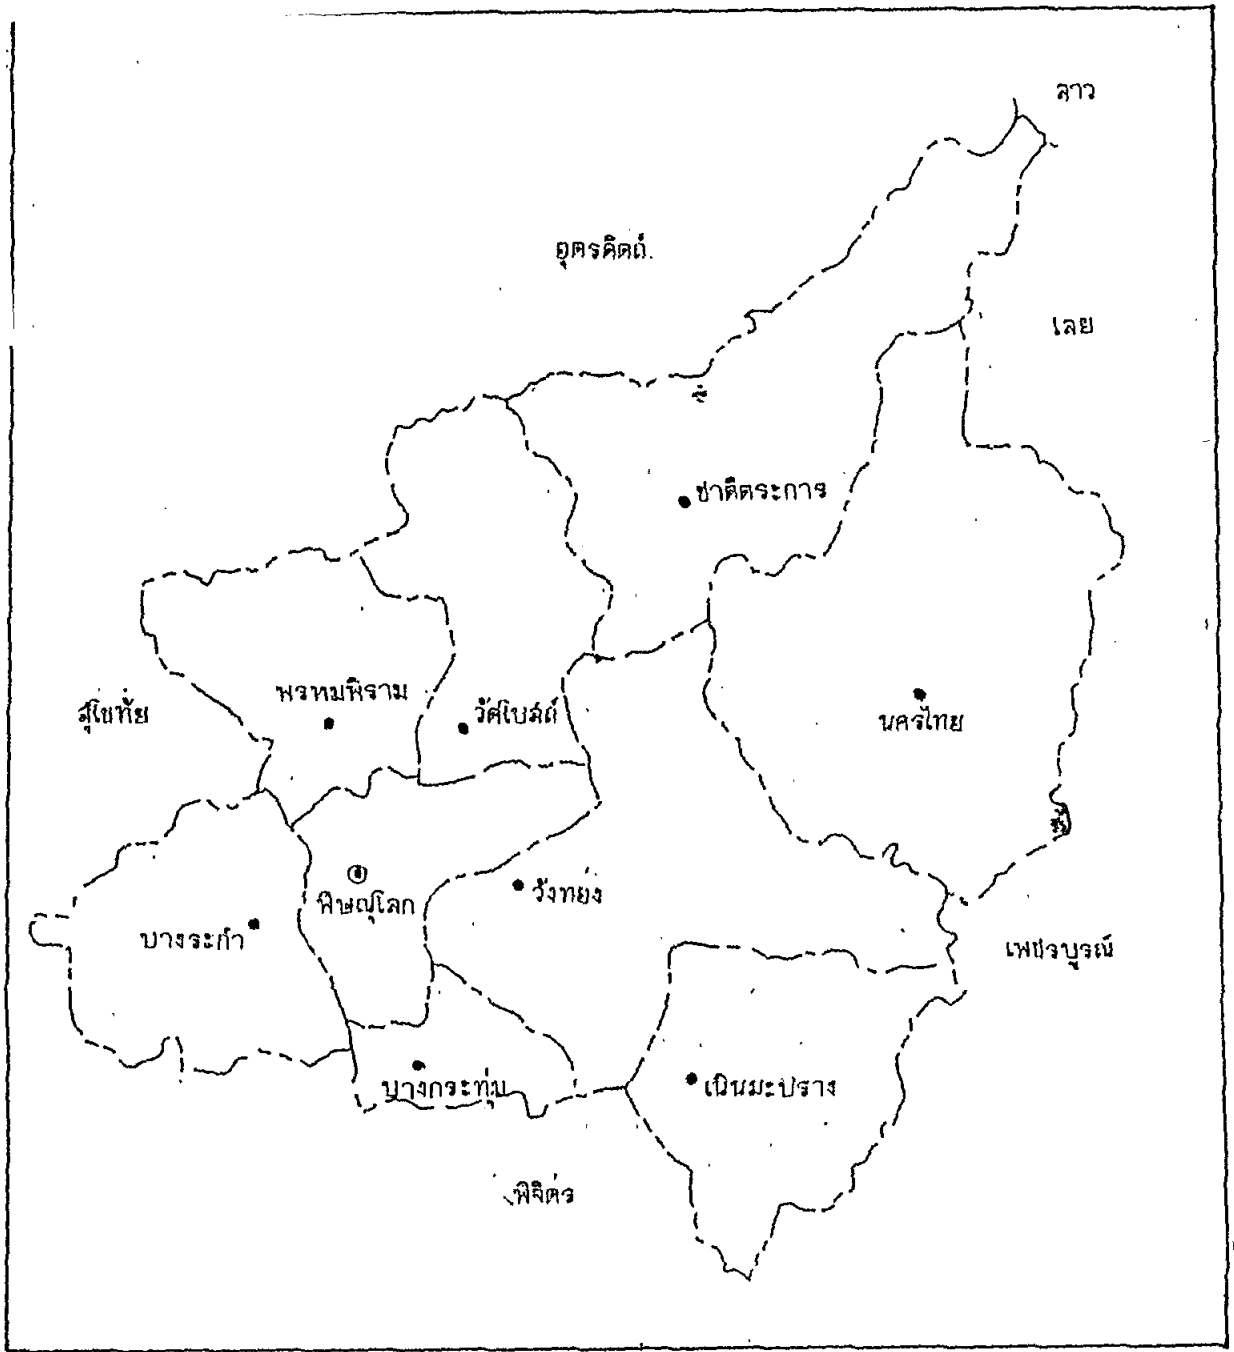 ลาว
อุตรดิตถ์
เลย
ชาติตระการ
พรหมพิราม
สุโขทัย
วัดโบสถ์
นครไทย
วังทอง
พิษณุโลก
บางระกำ
เพชรบูรณ์
บางกระทุ่ม
เนินมะปราง
พิจิตร